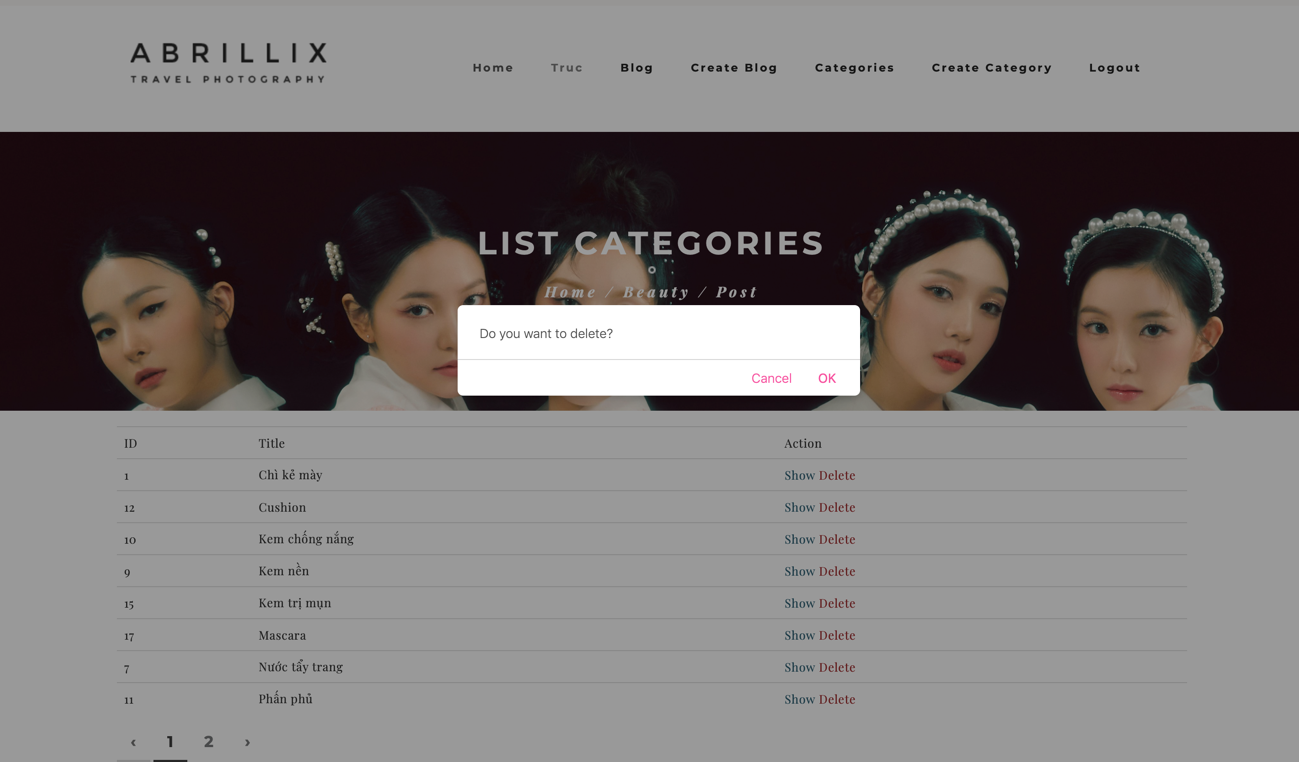 ABRILLIX
TRAVEL PHOTOGRAPHY
Home Truc Blog Create Blog Categories Create Category Logout
LIST CATEGORIES
Home / Beauty / Post
Do you want to delete?
Cancel OK
ID Title Action
1 Chì kẻ mày Show Delete
12 Cushion Show Delete
10 Kem chống nắng Show Delete
9 Kem nền Show Delete
15 Kem trị mụn Show Delete
17 Mascara Show Delete
7 Nước tẩy trang Show Delete
11 Phấn phủ Show Delete
‹ 1 2 ›